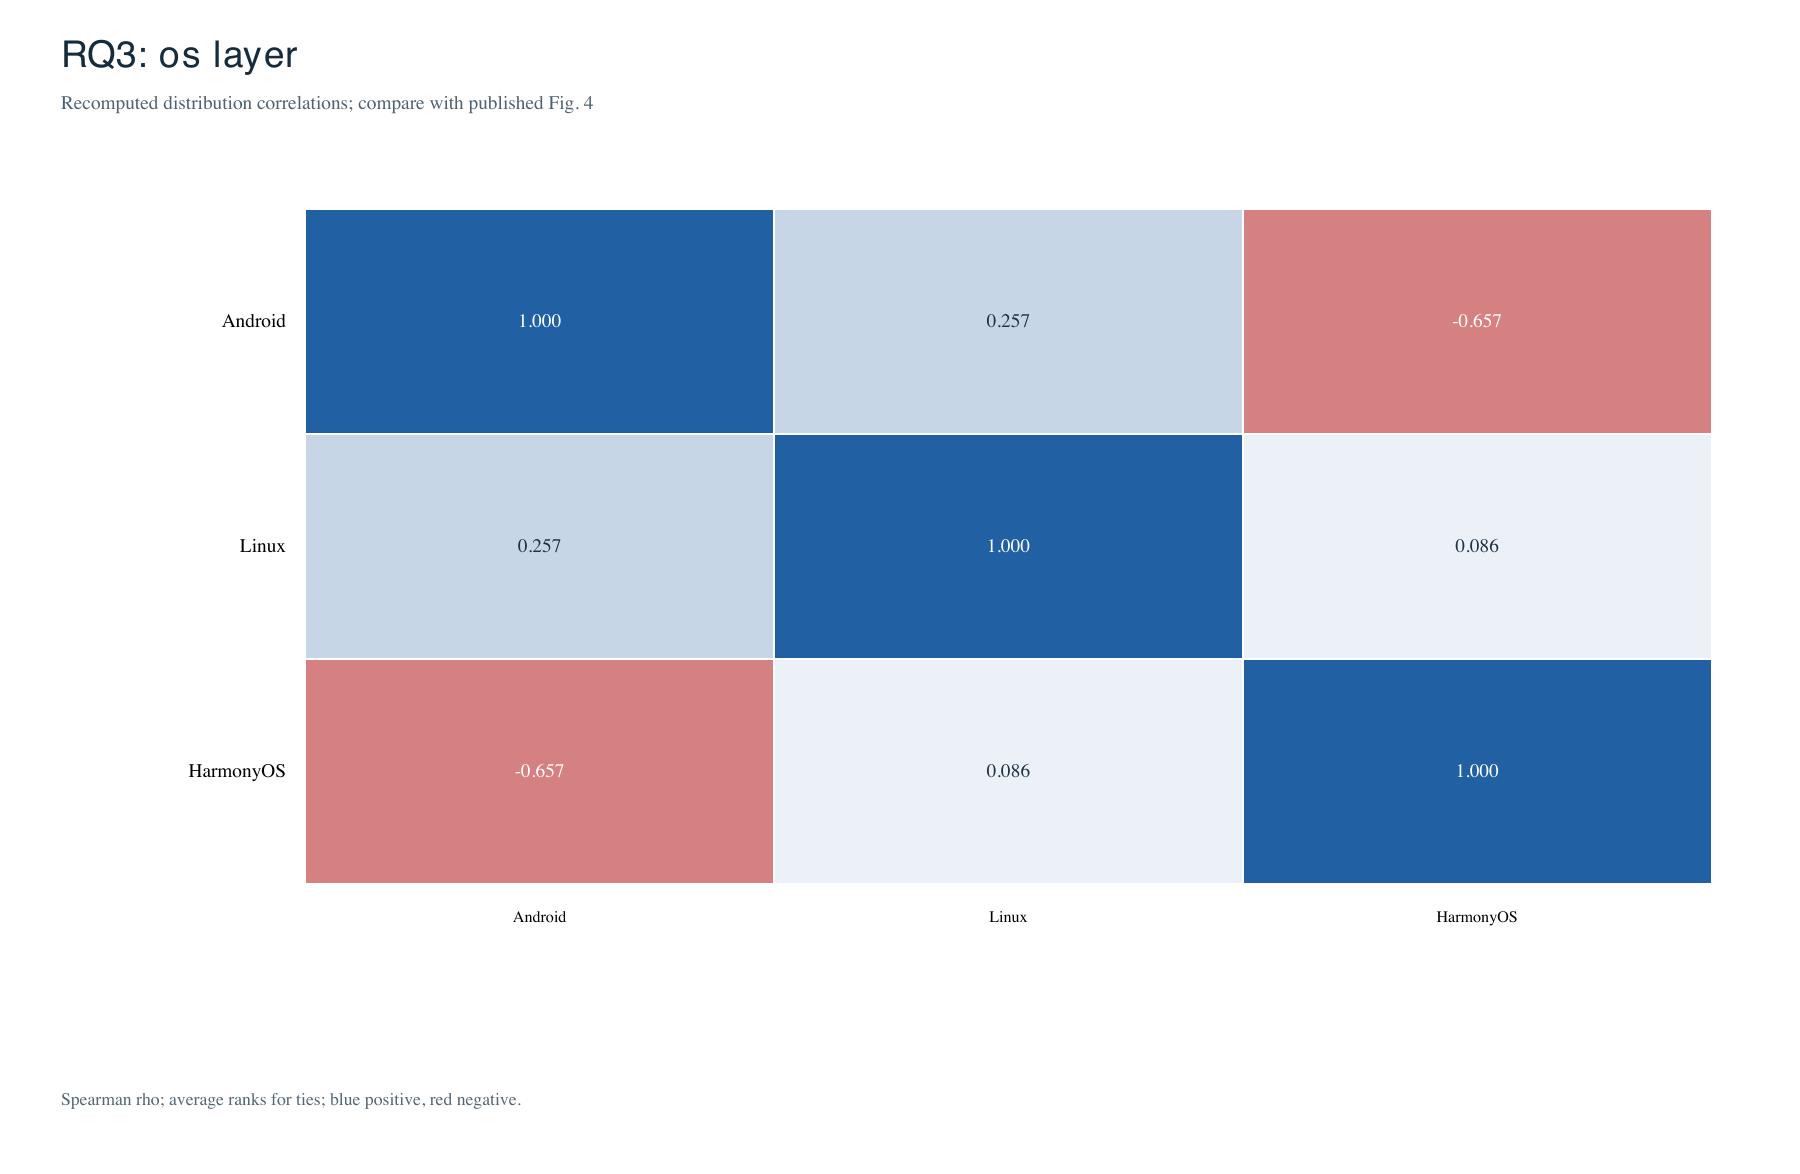 RQ3: os layer
Recomputed distribution correlations; compare with published Fig. 4
Android 1.000 0.257 -0.657
Linux 0.257 1.000 0.086
HarmonyOS -0.657 0.086 1.000
Android Linux HarmonyOS
Spearman rho; average ranks for ties; blue positive, red negative.